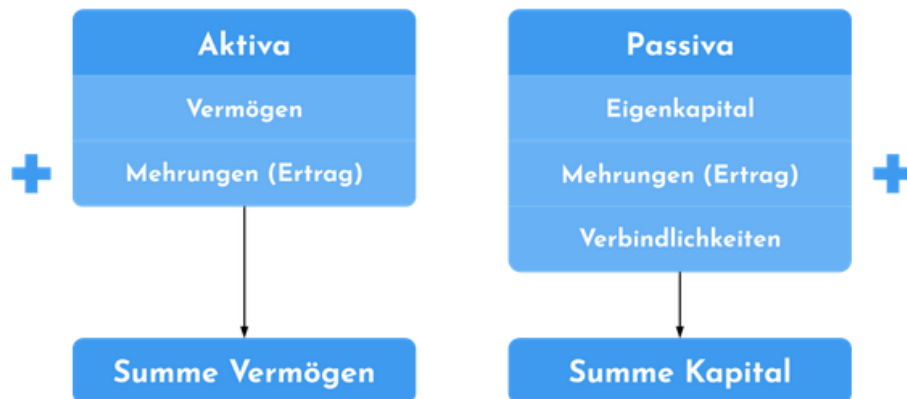 Aktiva
Vermögen
Mehrungen (Ertrag)
Summe Vermögen
Passiva
Eigenkapital
Mehrungen (Ertrag)
Verbindlichkeiten
Summe Kapital